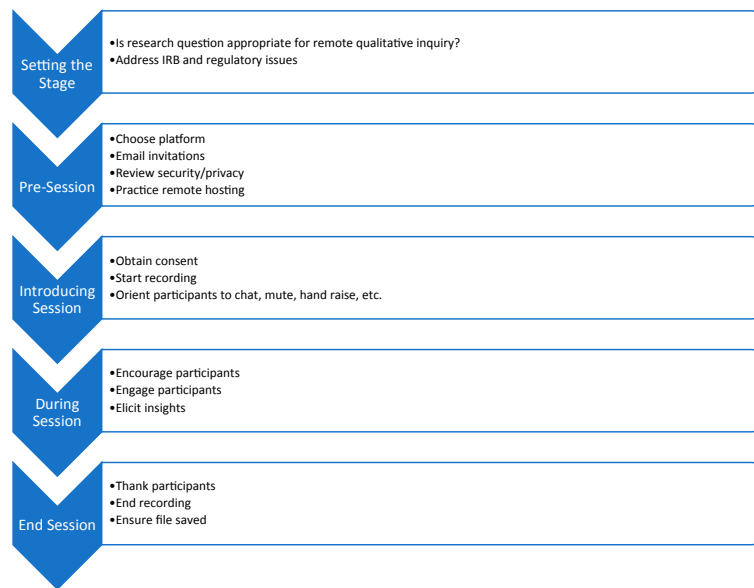 Setting the
Stage
•Is research question appropriate for remote qualitative inquiry?
•Address IRB and regulatory issues
Pre-Session
•Choose platform
•Email invitations
•Review security/privacy
•Practice remote hosting
Introducing
Session
•Obtain consent
•Start recording
•Orient participants to chat, mute, hand raise, etc.
During
Session
•Encourage participants
•Engage participants
•Elicit insights
End Session
•Thank participants
•End recording
•Ensure file saved